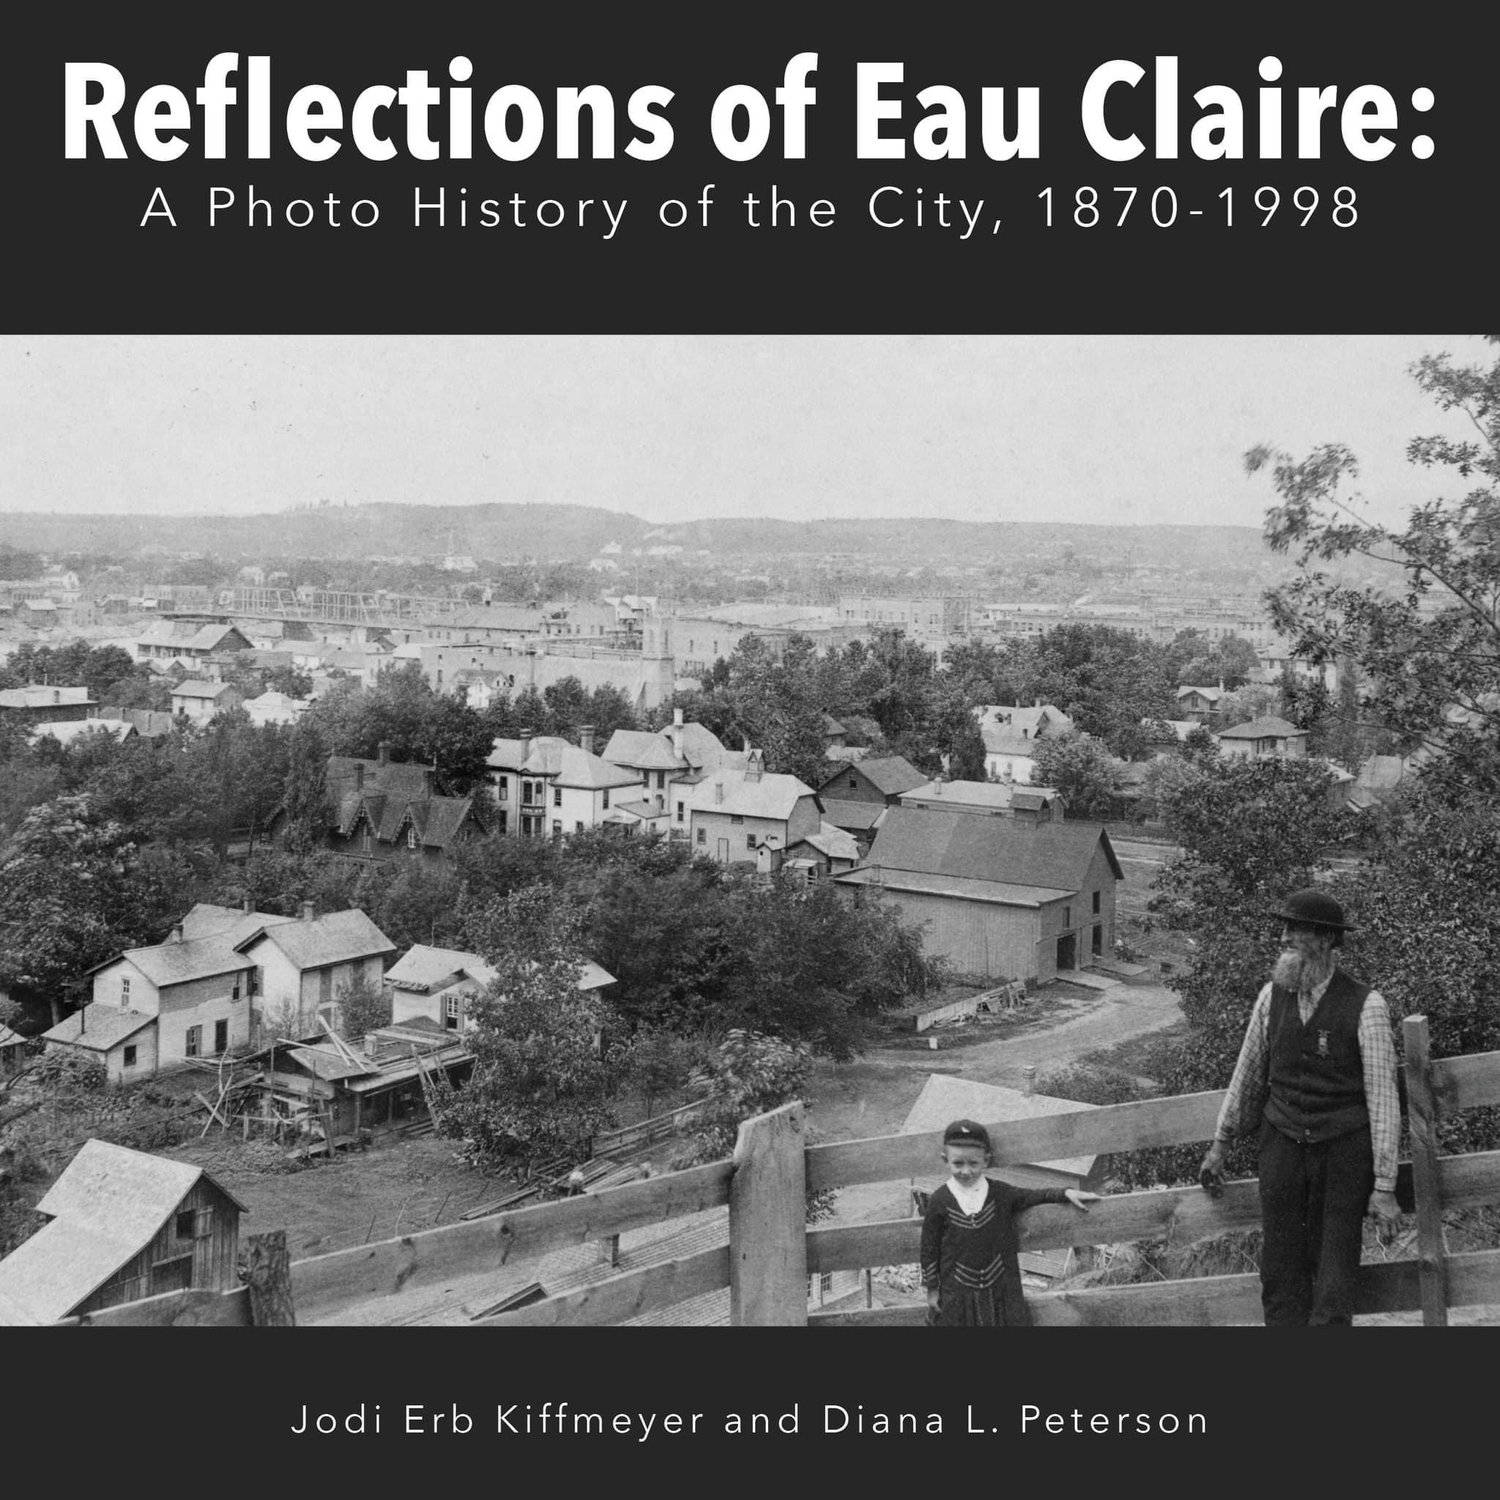 Reflections of Eau Claire:
A Photo History of the City, 1870-1998
Jodi Erb Kiffmeyer and Diana L. Peterson